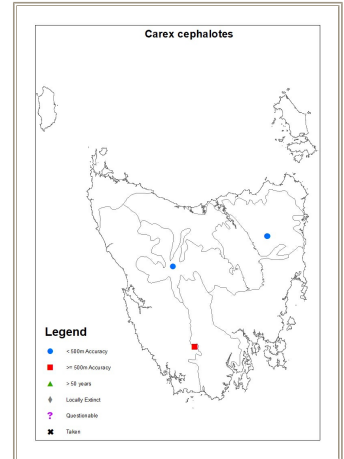 Carex cephalotes
Legend
< 500m Accuracy
>= 500m Accuracy
> 50 years
Locally Extinct
? Questionable
Taken